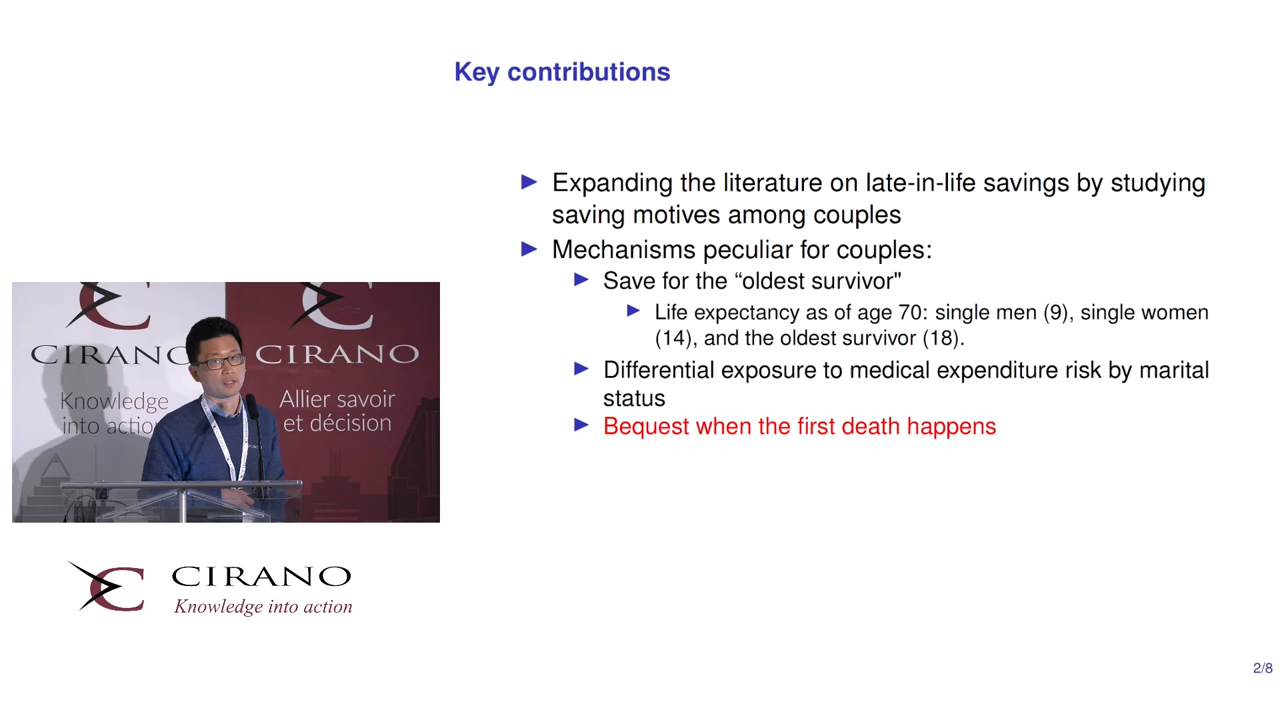 Key contributions
Expanding the literature on late-in-life savings by studying
saving motives among couples
Mechanisms peculiar for couples:
Save for the “oldest survivor"
Life expectancy as of age 70: single men (9), single women
(14), and the oldest survivor (18).
Differential exposure to medical expenditure risk by marital
status
Bequest when the first death happens
CIRANO
Knowledge
into action
CIRANO
Allier savoir
et décision
CIRANO
Knowledge into action
2/8